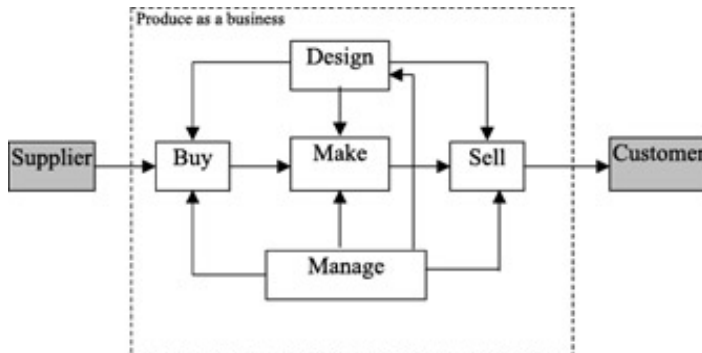 Produce as a business
Design
Supplier
Buy
Make
Sell
Customer
Manage